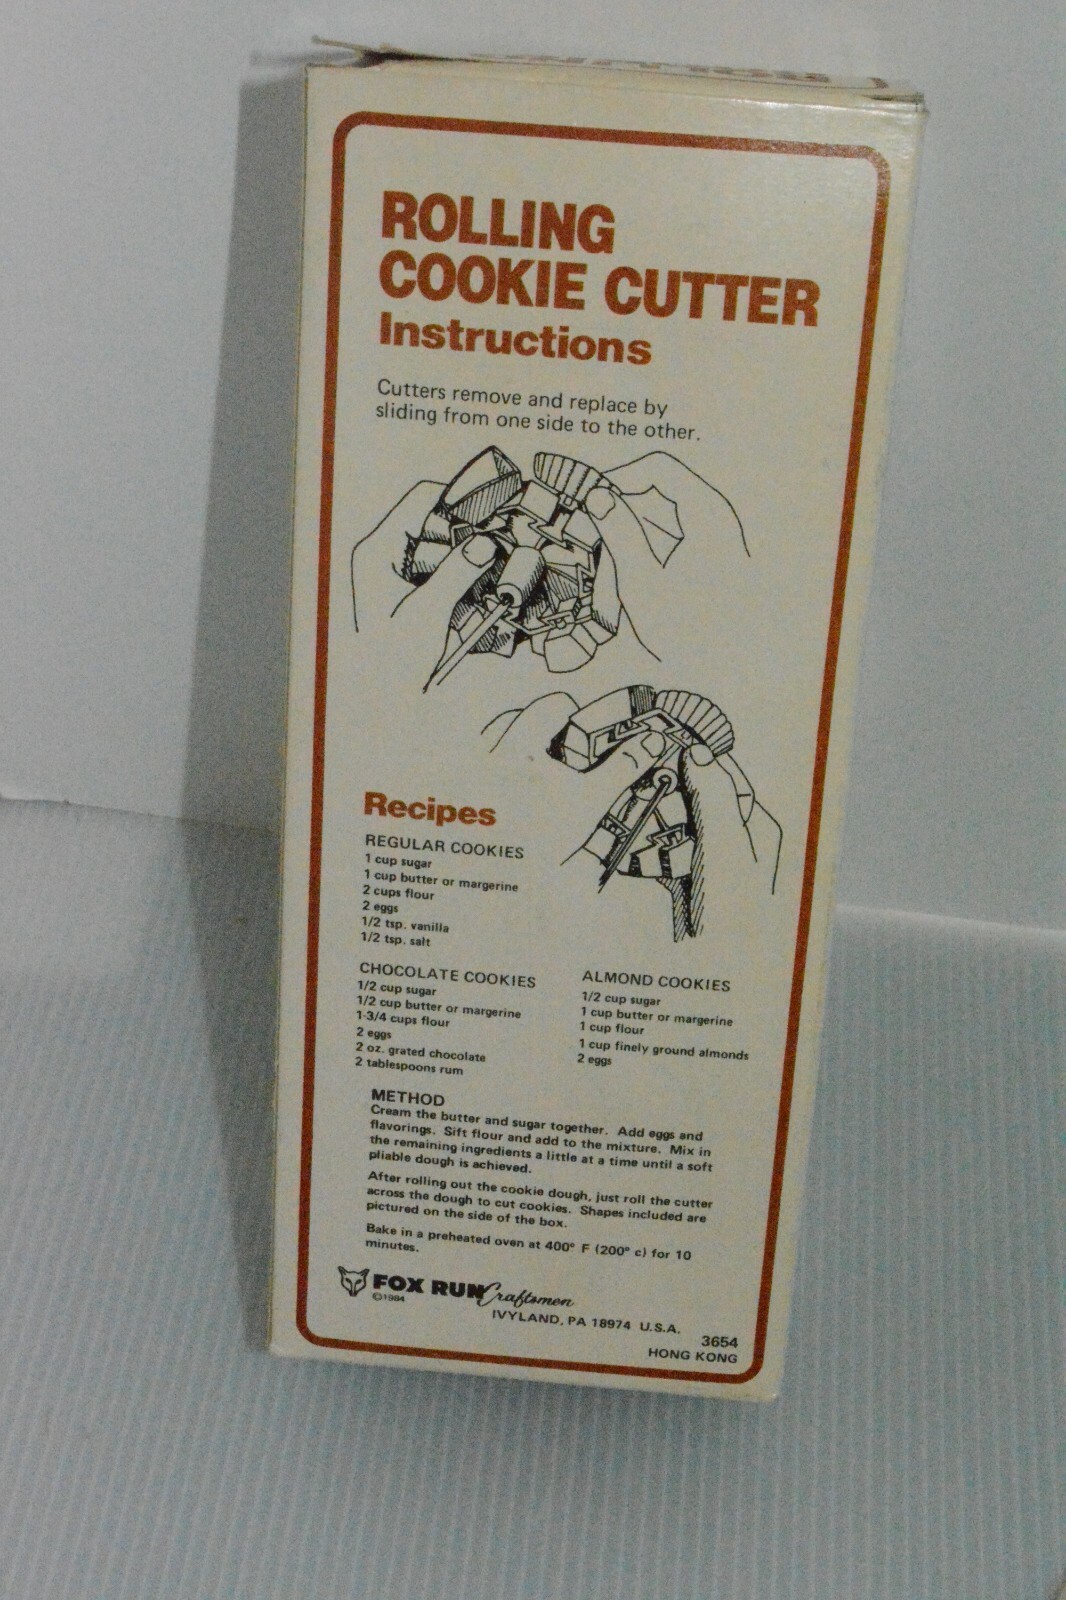 ROLLING
COOKIE CUTTER
Instructions
Cutters remove and replace by
sliding from one side to the other.
Recipes
REGULAR COOKIES
1 cup sugar
1 cup butter or margerine
2 cups flour
2 eggs
1/2 tsp. vanilla
1/2 tsp. salt
CHOCOLATE COOKIES
1/2 cup sugar
1/2 cup butter or margerine
1-3/4 cups flour
2 eggs
2 oz. grated chocolate
2 tablespoons rum
ALMOND COOKIES
1/2 cup sugar
1 cup butter or margerine
1 cup flour
1 cup finely ground almonds
2 eggs
METHOD
Cream the butter and sugar together. Add eggs and
flavorings. Sift flour and add to the mixture. Mix in
the remaining ingredients a little at a time until a soft
pliable dough is achieved.
After rolling out the cookie dough, just roll the cutter
across the dough to cut cookies. Shapes included are
pictured on the side of the box.
Bake in a preheated oven at 400° F (200° c) for 10
minutes.
FOX RUN Craftsmen
©1984
IVYLAND, PA 18974 U.S.A.
3654
HONG KONG